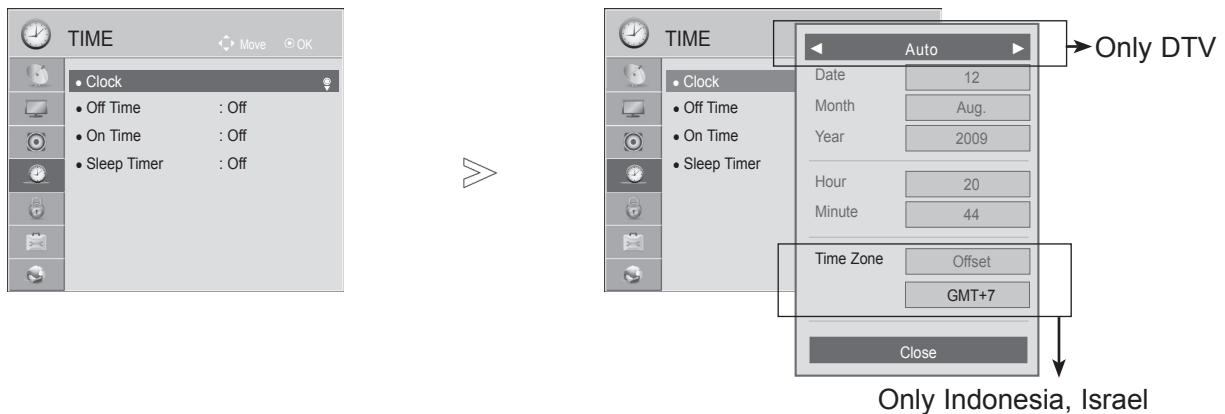 TIME
Move
OK
• Clock
• Off Time : Off
• On Time : Off
• Sleep Timer : Off
TIME
• Clock
• Off Time
• On Time
• Sleep Timer
Auto
Date 12
Month Aug.
Year 2009
Hour 20
Minute 44
Time Zone Offset
GMT+7
Close
Only DTV
Only Indonesia, Israel